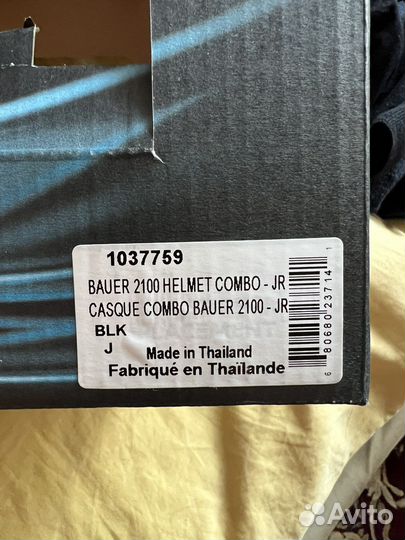 1037759
BAUER 2100 HELMET COMBO - JR
CASQUE COMBO BAUER 2100 - JR
BLK
J Made in Thailand
Fabriqué en Thaïlande
6 80680 23714 1
Avito